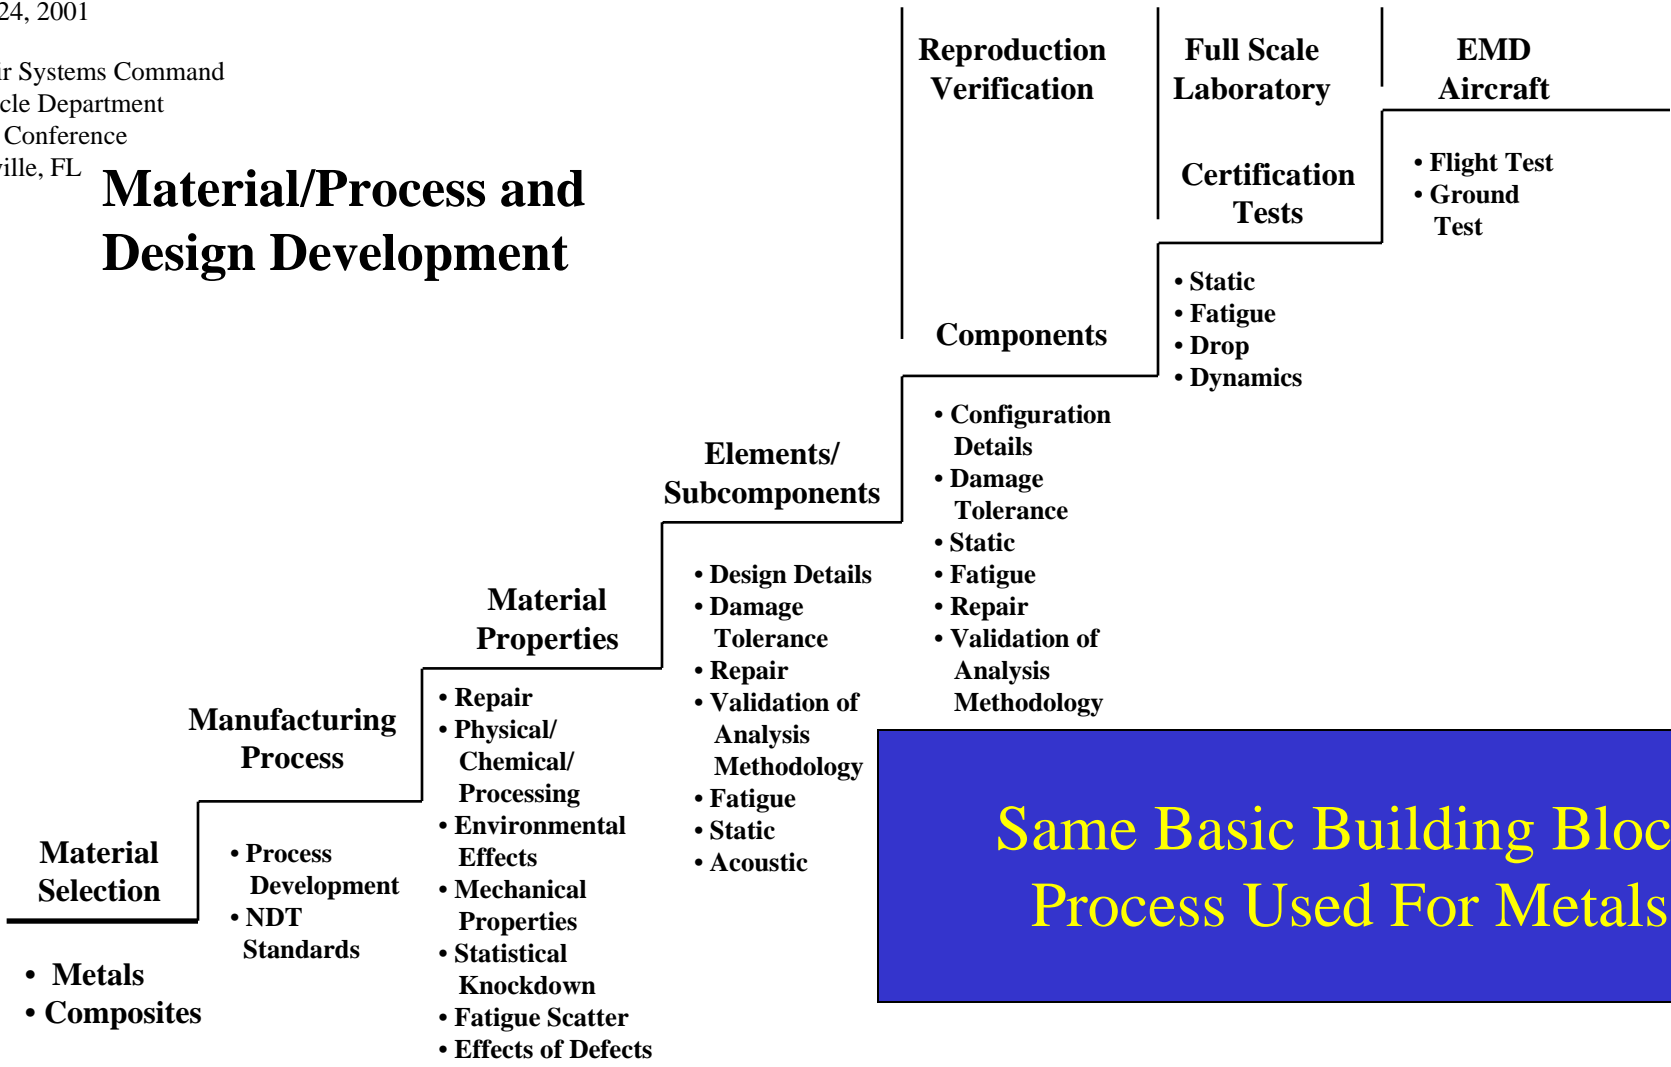 24, 2001
ir Systems Command
cle Department
Conference
ville, FL
Material/Process and
Design Development
Reproduction
Verification
Full Scale
Laboratory
EMD
Aircraft
Certification
Tests
• Flight Test
• Ground
Test
Components
• Static
• Fatigue
• Drop
• Dynamics
Elements/
Subcomponents
• Configuration
Details
• Damage
Tolerance
• Static
• Fatigue
• Repair
• Validation of
Analysis
Methodology
Material
Properties
• Design Details
• Damage
Tolerance
• Repair
• Validation of
Analysis
Methodology
• Fatigue
• Static
• Acoustic
Manufacturing
Process
• Repair
• Physical/
Chemical/
Processing
• Environmental
Effects
• Mechanical
Properties
• Statistical
Knockdown
• Fatigue Scatter
• Effects of Defects
Material
Selection
• Process
Development
• NDT
Standards
• Metals
• Composites
Same Basic Building Bloc
Process Used For Metals